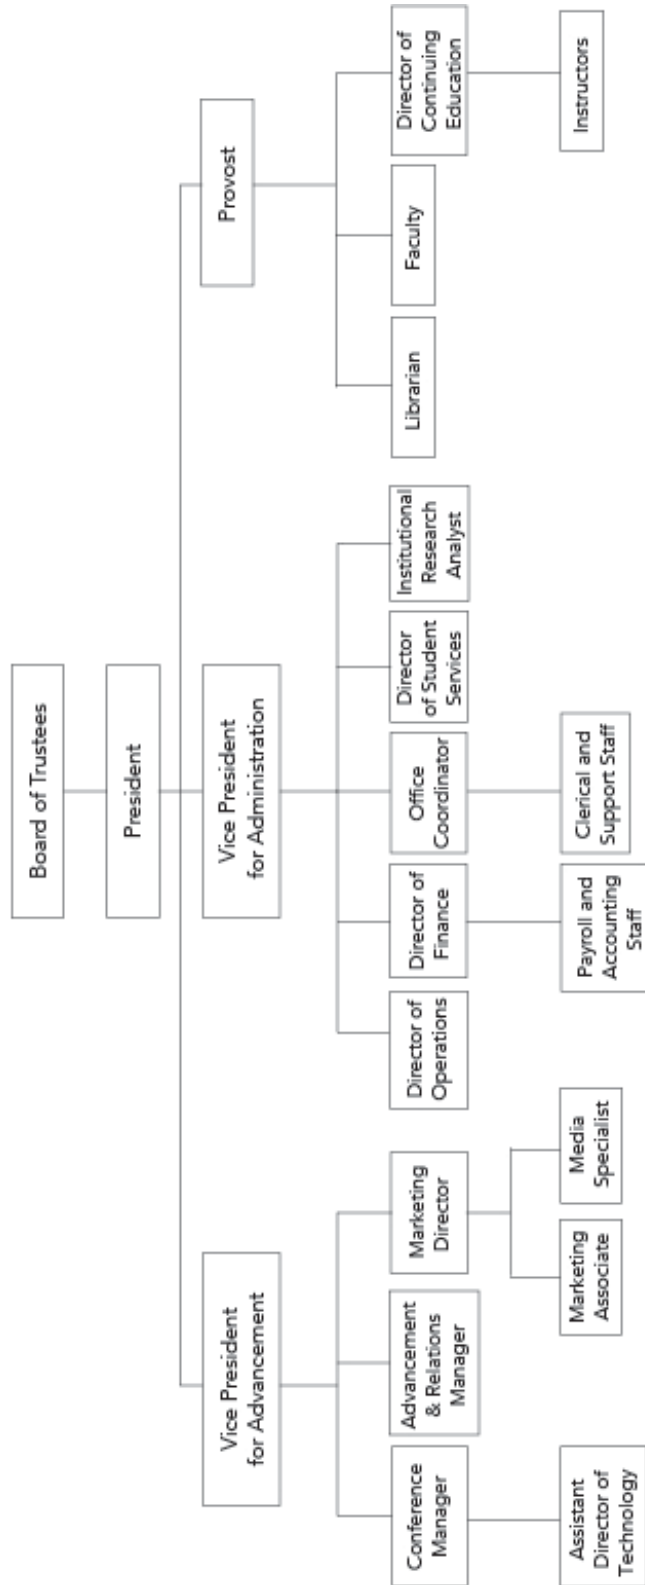 Board of Trustees
President
Vice President
for Advancement
Vice President
for Administration
Provost
Conference
Manager
Advancement
& Relations
Manager
Marketing
Director
Director of
Operations
Director of
Finance
Office
Coordinator
Director
of Student
Services
Institutional
Research
Analyst
Librarian
Faculty
Director of
Continuing
Education
Assistant
Director of
Technology
Marketing
Associate
Media
Specialist
Payroll and
Accounting
Staff
Clerical and
Support Staff
Instructors